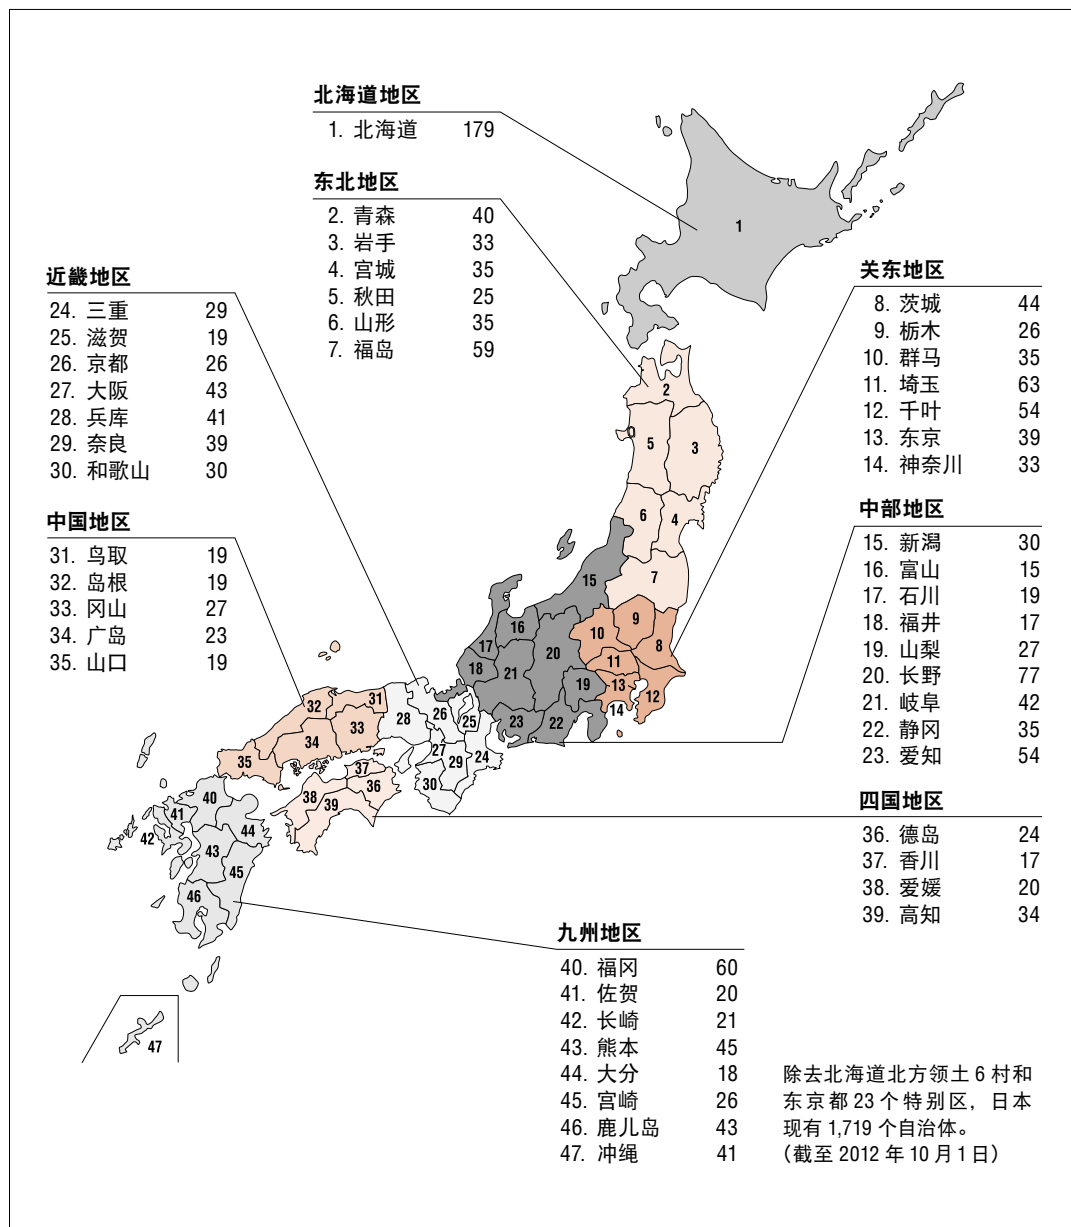 北海道地区
1. 北海道 179
东北地区
2. 青森 40
3. 岩手 33
4. 宫城 35
5. 秋田 25
6. 山形 35
7. 福岛 59
近畿地区
24. 三重 29
25. 滋贺 19
26. 京都 26
27. 大阪 43
28. 兵库 41
29. 奈良 39
30. 和歌山 30
中国地区
31. 鸟取 19
32. 岛根 19
33. 冈山 27
34. 广岛 23
35. 山口 19
关东地区
8. 茨城 44
9. 枥木 26
10. 群马 35
11. 埼玉 63
12. 千叶 54
13. 东京 39
14. 神奈川 33
中部地区
15. 新潟 30
16. 富山 15
17. 石川 19
18. 福井 17
19. 山梨 27
20. 长野 77
21. 岐阜 42
22. 静冈 35
23. 爱知 54
四国地区
36. 德岛 24
37. 香川 17
38. 爱媛 20
39. 高知 34
九州地区
40. 福冈 60
41. 佐贺 20
42. 长崎 21
43. 熊本 45
44. 大分 18
45. 宫崎 26
46. 鹿儿岛 43
47. 冲绳 41
除去北海道北方领土 6 村和
东京都 23 个特别区，日本
现有 1,719 个自治体。
（截至 2012 年 10 月 1 日）
1
2
5
3
6
4
7
15
9
10
8
16
17
20
11
18
21
13
19
12
14
32
31
28
26
25
23
22
33
34
27
35
29
24
37
30
36
38
39
40
41
42
44
43
45
46
47